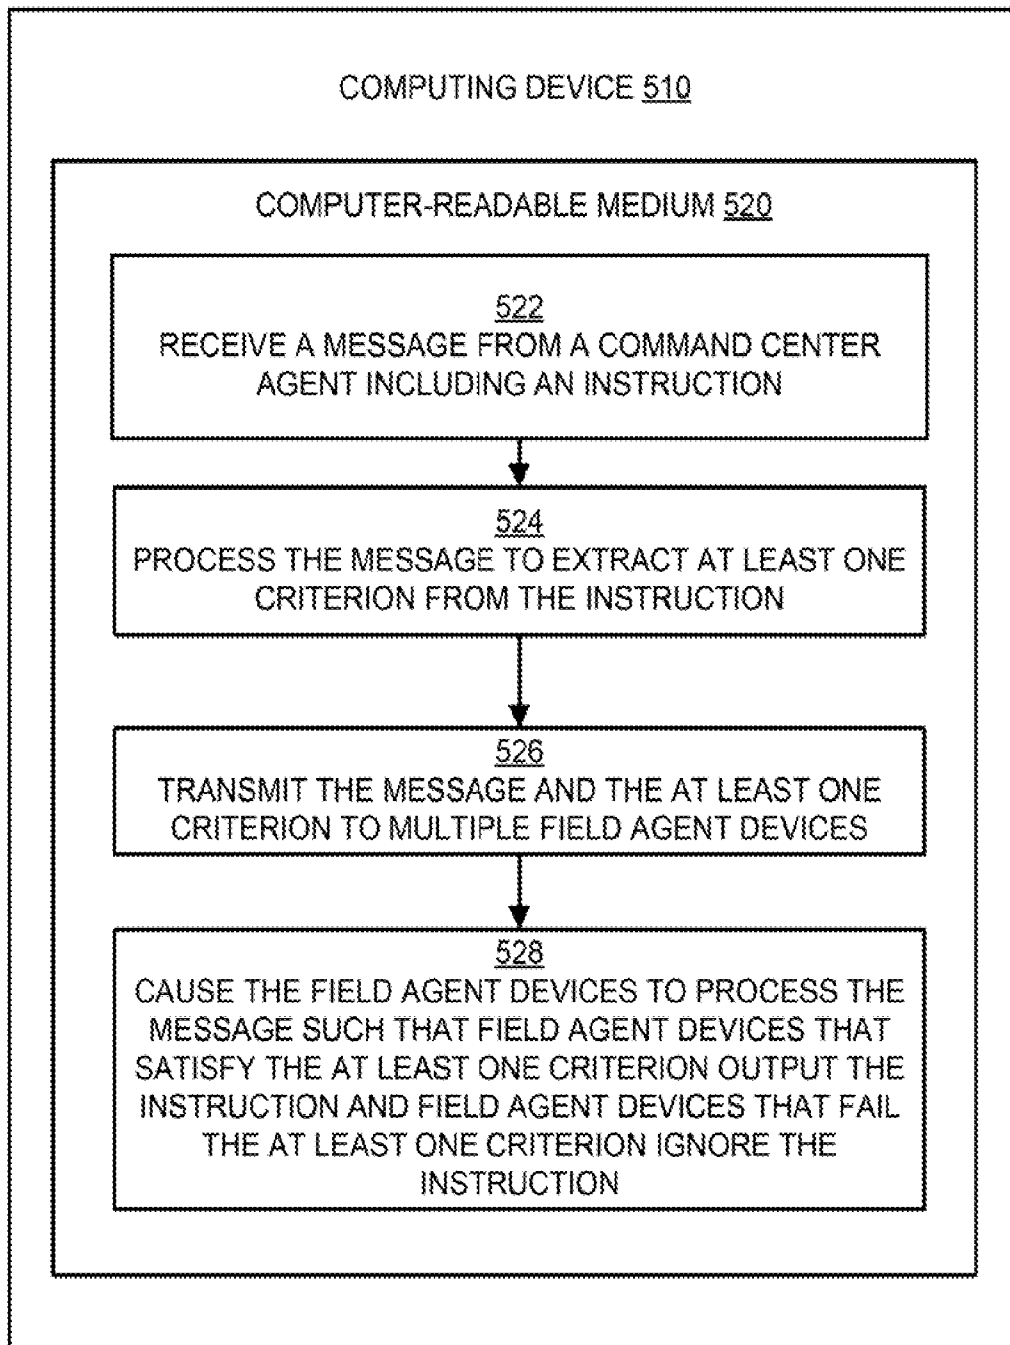 COMPUTING DEVICE 510
COMPUTER-READABLE MEDIUM 520
522
RECEIVE A MESSAGE FROM A COMMAND CENTER
AGENT INCLUDING AN INSTRUCTION
524
PROCESS THE MESSAGE TO EXTRACT AT LEAST ONE
CRITERION FROM THE INSTRUCTION
526
TRANSMIT THE MESSAGE AND THE AT LEAST ONE
CRITERION TO MULTIPLE FIELD AGENT DEVICES
528
CAUSE THE FIELD AGENT DEVICES TO PROCESS THE
MESSAGE SUCH THAT FIELD AGENT DEVICES THAT
SATISFY THE AT LEAST ONE CRITERION OUTPUT THE
INSTRUCTION AND FIELD AGENT DEVICES THAT FAIL
THE AT LEAST ONE CRITERION IGNORE THE
INSTRUCTION